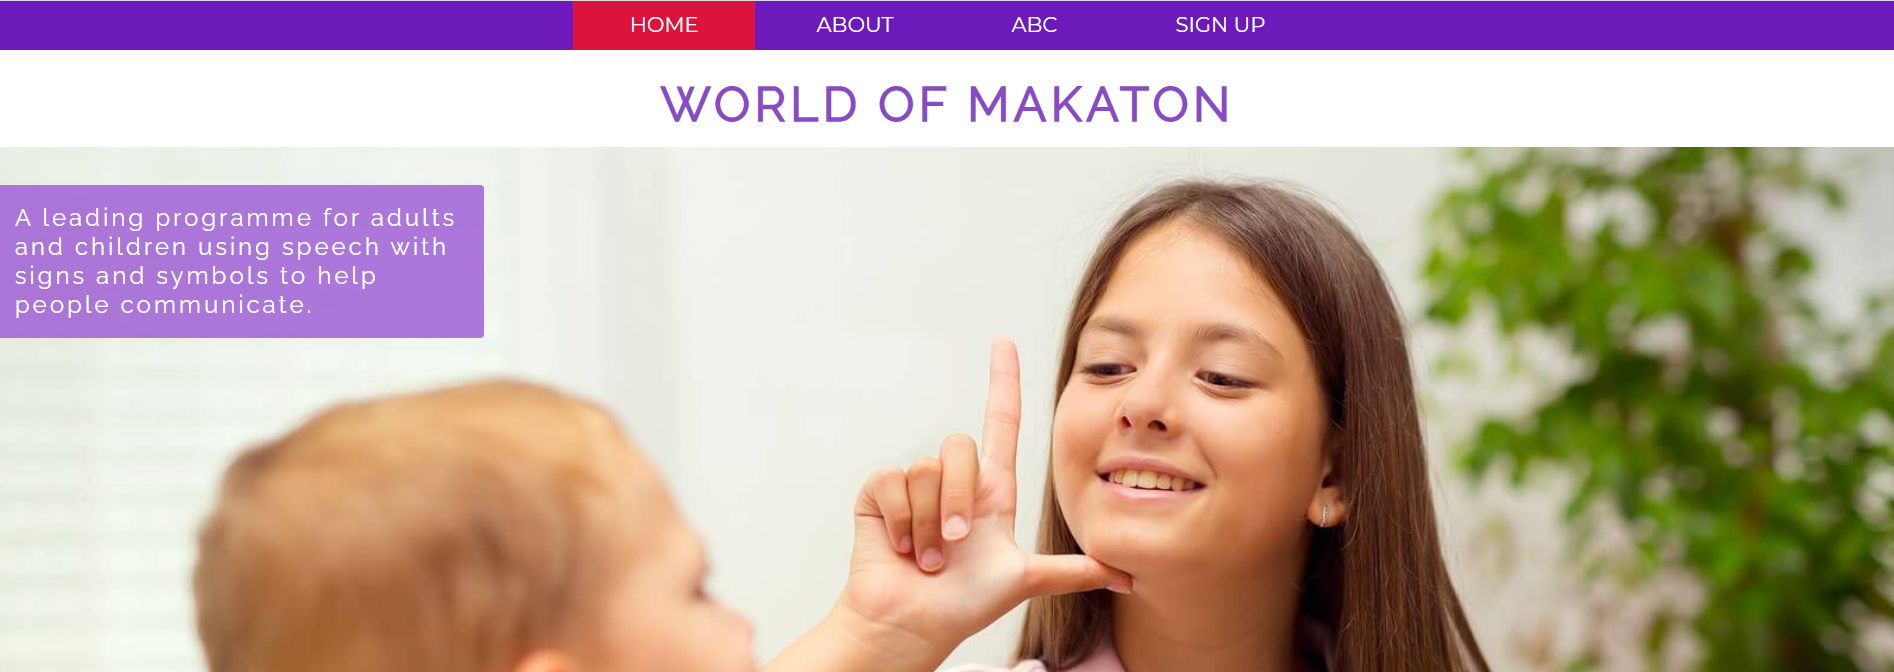 HOME ABOUT ABC SIGN UP
WORLD OF MAKATON
A leading programme for adults
and children using speech with
signs and symbols to help
people communicate.